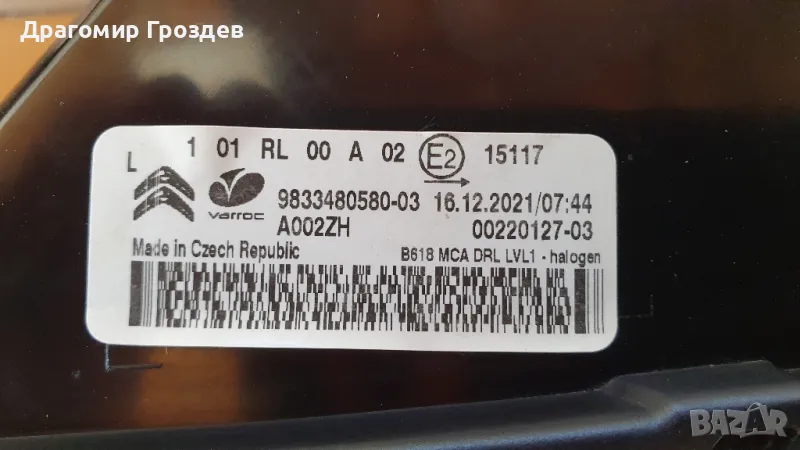 Драгомир Гроздев
L 1 01 RL 00 A 02 E2 15117
varroc 9833480580-03 16.12.2021/07:44
A002ZH 00220127-03
Made in Czech Republic B618 MCA DRL LVL1 - halogen
BAZAR